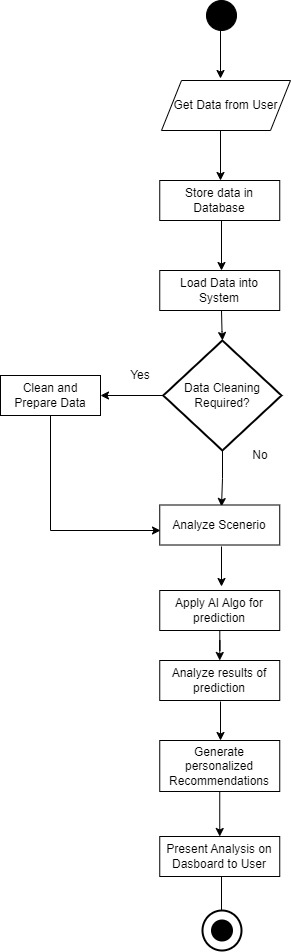 Get Data from User
Store data in
Database
Load Data into
System
Data Cleaning
Required?
Yes
Clean and
Prepare Data
No
Analyze Scenerio
Apply AI Algo for
prediction
Analyze results of
prediction
Generate
personalized
Recommendations
Present Analysis on
Dasboard to User